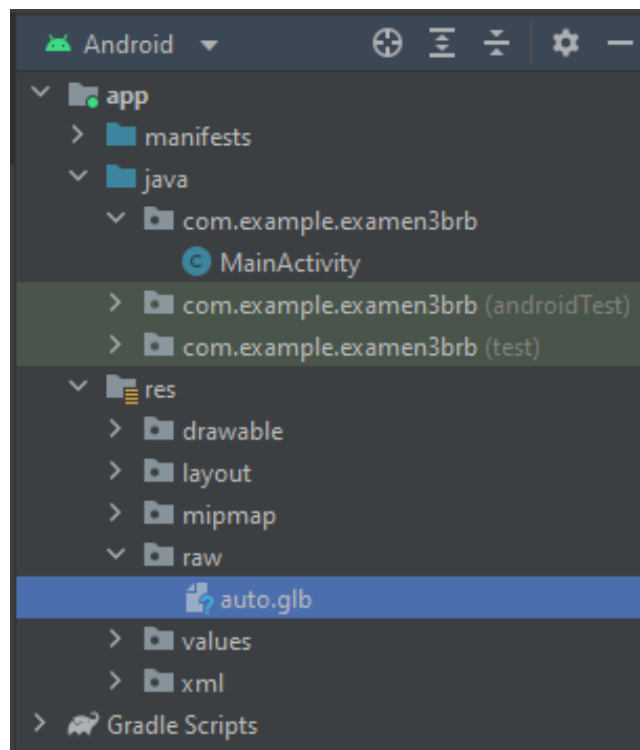 Android
app
manifests
java
com.example.examen3brb
MainActivity
com.example.examen3brb (androidTest)
com.example.examen3brb (test)
res
drawable
layout
mipmap
raw
auto.glb
values
xml
Gradle Scripts